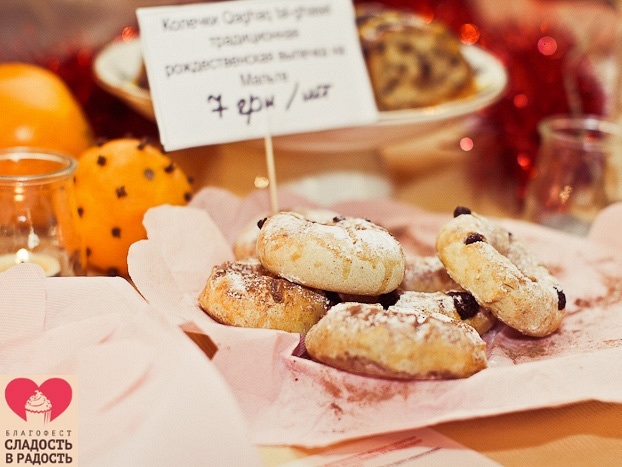 Колечки Qaghaq tal-ghasel
традиционная
рождественская выпечка на
Мальте
7 грн / шт
БЛАГОФЕСТ
СЛАДОСТЬ
В РАДОСТЬ